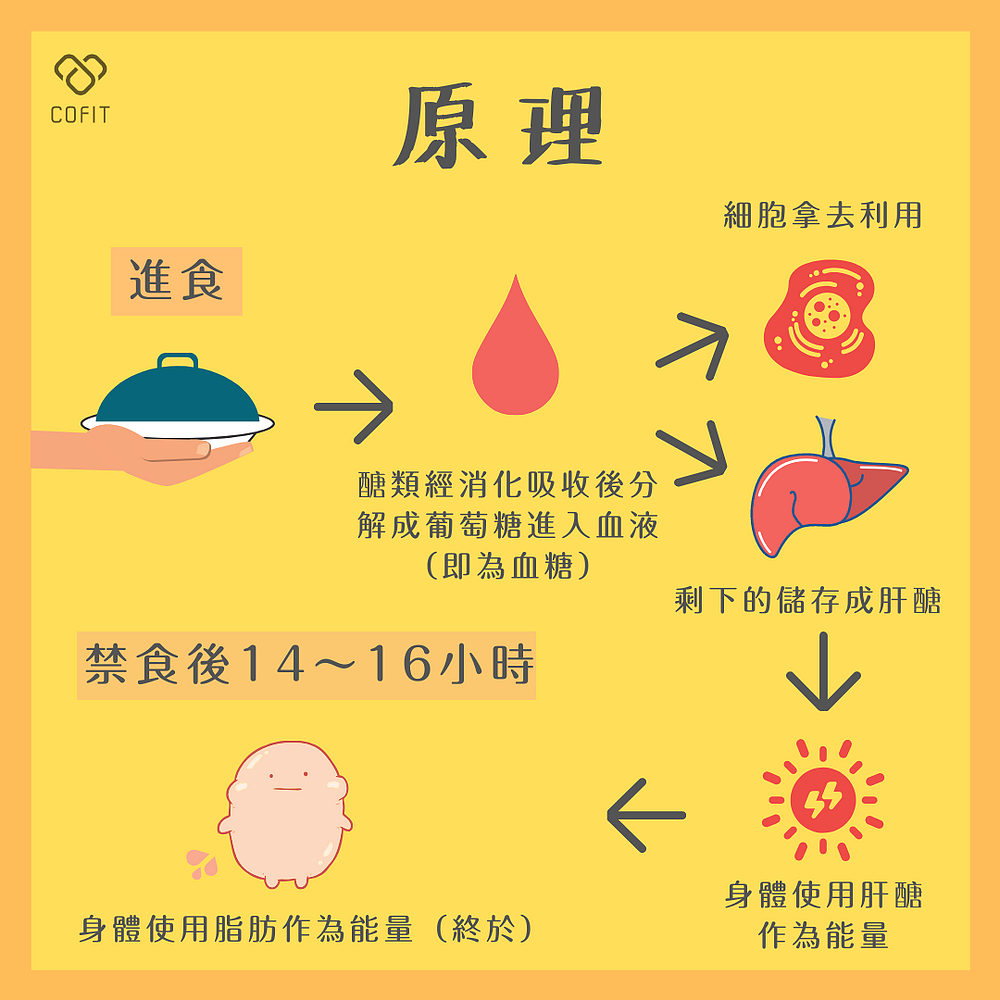 COFIT
原理
細胞拿去利用
進食
醣類經消化吸收後分
解成葡萄糖進入血液
(即為血糖)
剩下的儲存成肝醣
禁食後14～16小時
身體使用肝醣
作為能量
身體使用脂肪作為能量(終於)